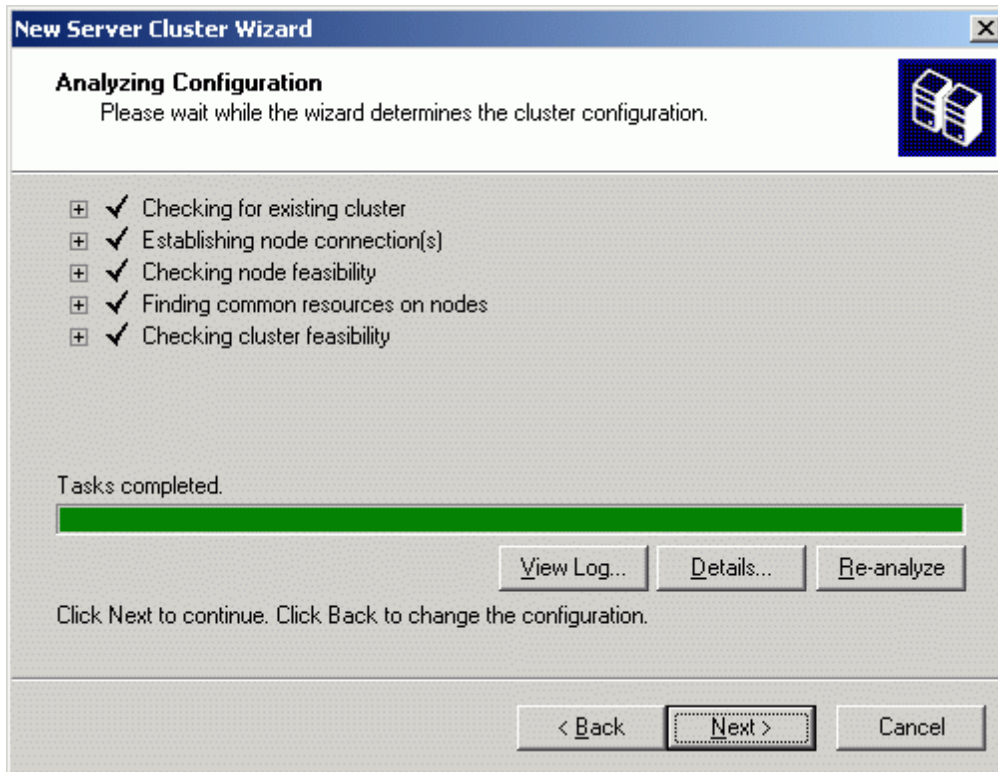 New Server Cluster Wizard
Analyzing Configuration
Please wait while the wizard determines the cluster configuration.
Checking for existing cluster
Establishing node connection(s)
Checking node feasibility
Finding common resources on nodes
Checking cluster feasibility
Tasks completed.
View Log... Details... Re-analyze
Click Next to continue. Click Back to change the configuration.
< Back Next > Cancel